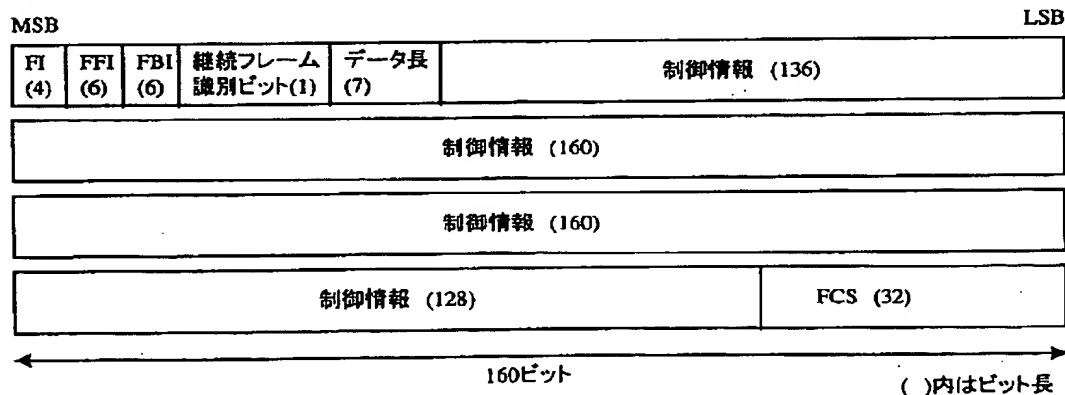 MSB
LSB
FI
(4)
FFI
(6)
FBI
(6)
継続フレーム
識別ビット(1)
データ長
(7)
制御情報 (136)
制御情報 (160)
制御情報 (160)
制御情報 (128)
FCS (32)
160ビット
( )内はビット長